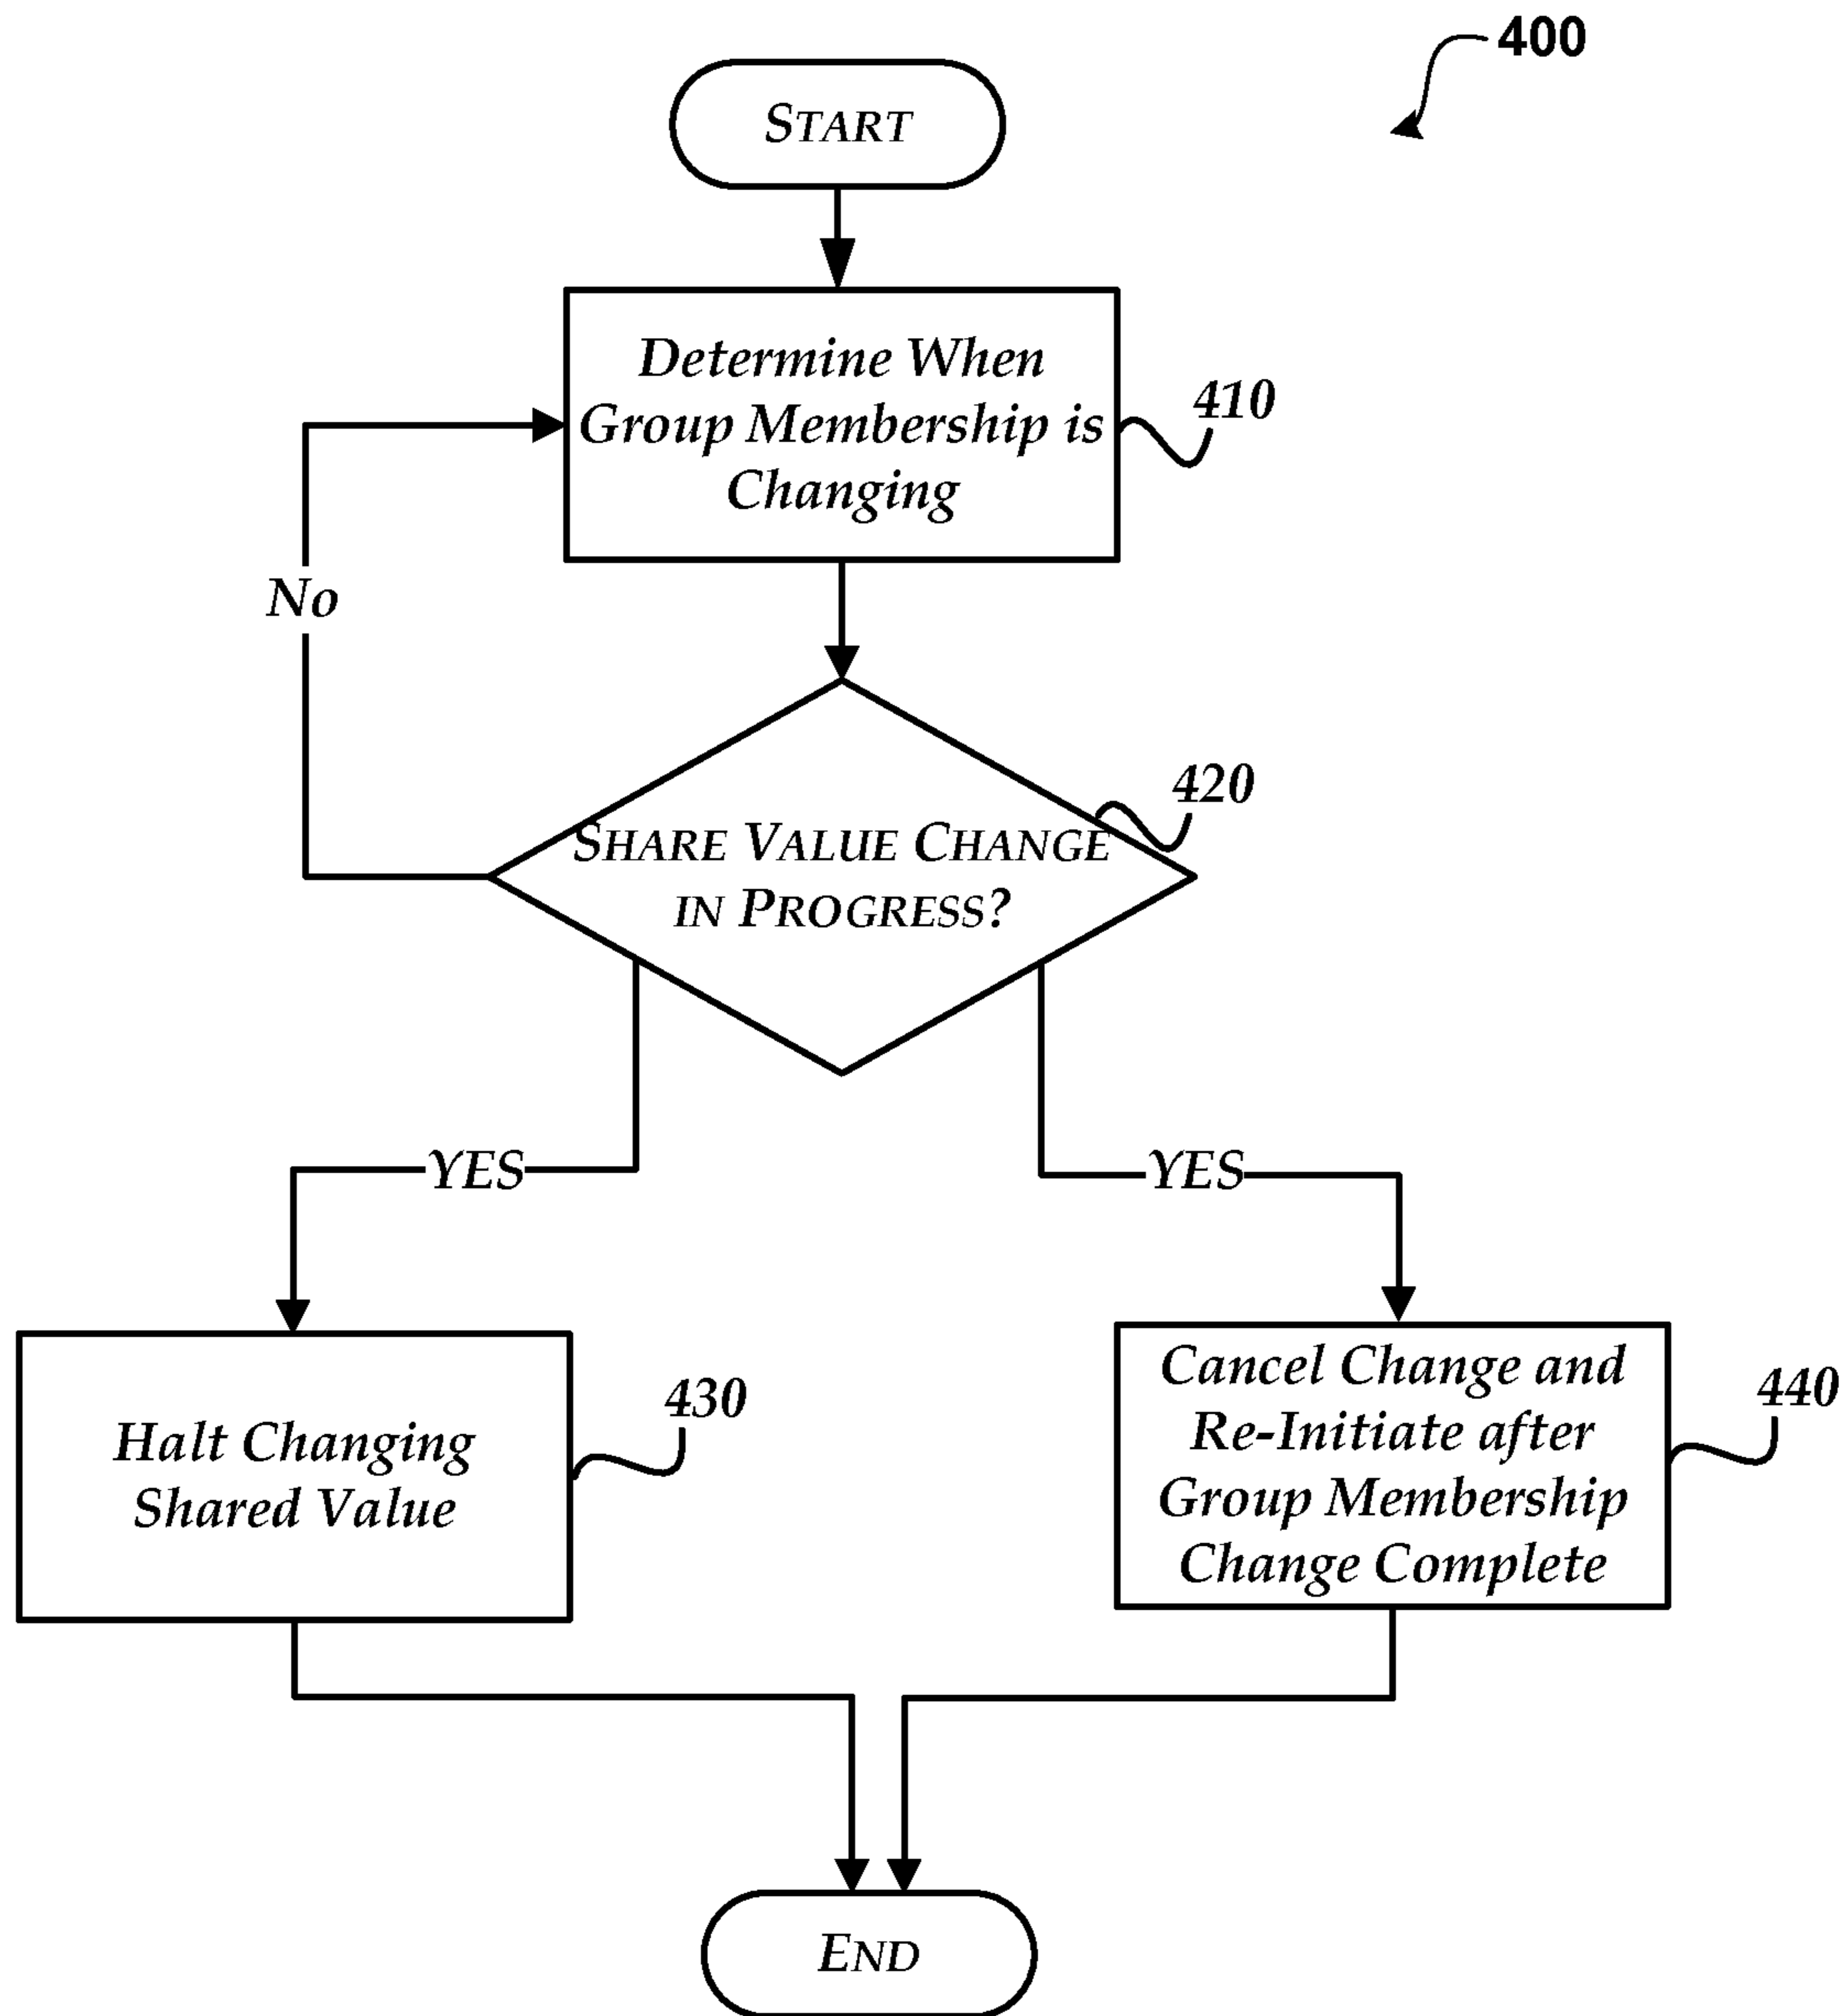 400
START
Determine When
Group Membership is
Changing
410
No
420
SHARE VALUE CHANGE
IN PROGRESS?
YES
YES
Halt Changing
Shared Value
430
Cancel Change and
Re-Initiate after
Group Membership
Change Complete
440
END